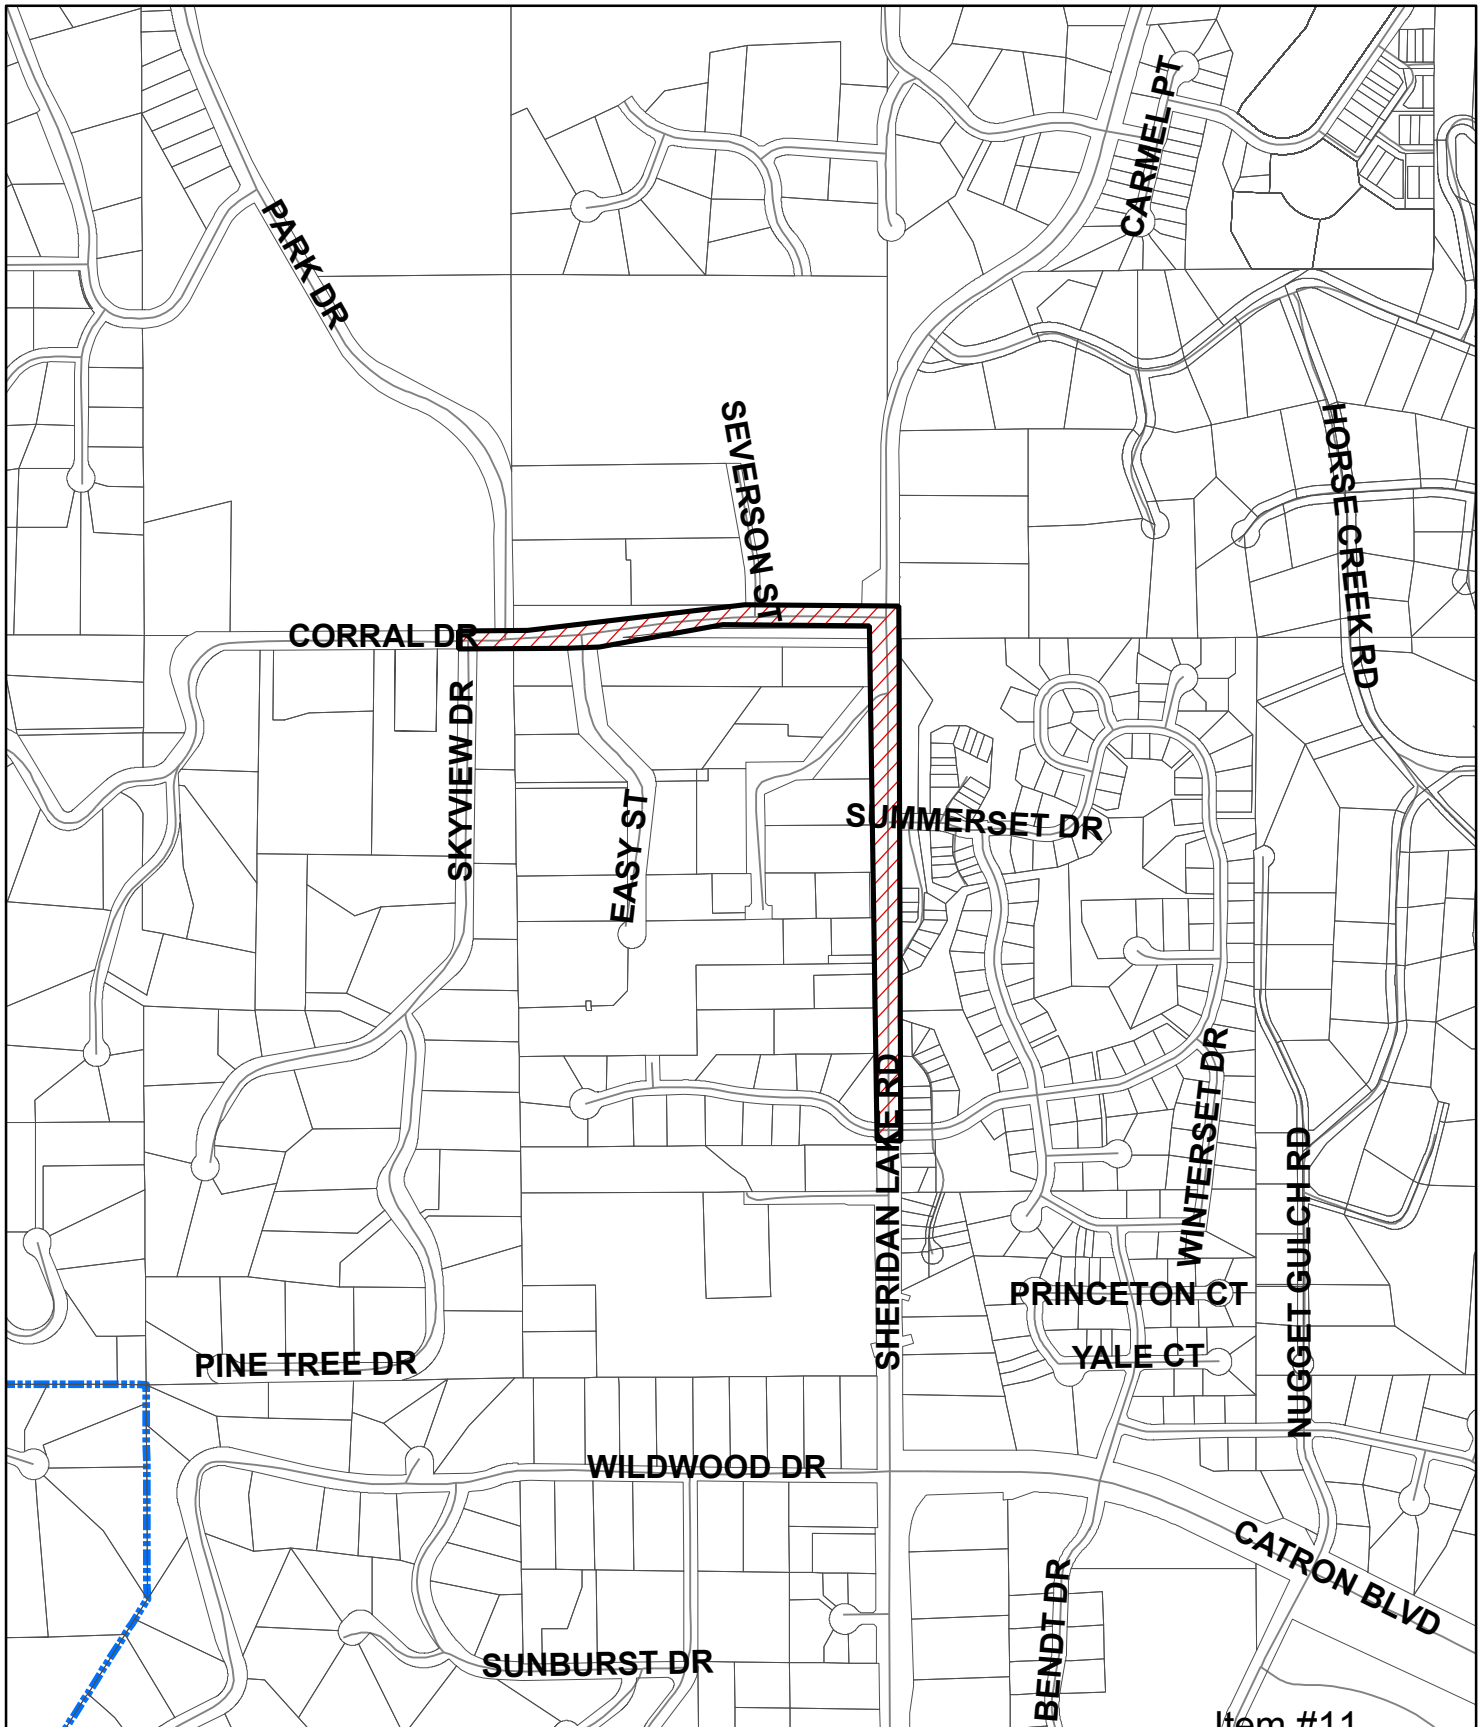 CARMEL PT
PARK DR
SEVERSON ST
HORSE CREEK RD
CORRAL DR
SKYVIEW DR
EASY ST
SUMMERSET DR
WINTERSET DR
SHERIDAN LAKE RD
NUGGET GULCH RD
PRINCETON CT
YALE CT
PINE TREE DR
WILDWOOD DR
CATRON BLVD
BENDT DR
SUNBURST DR
Item #11